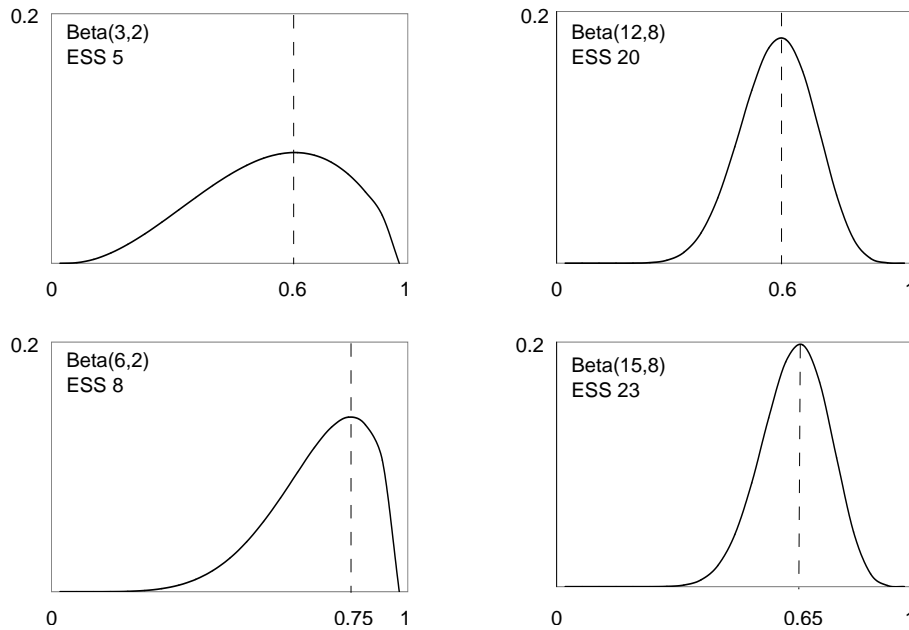 0.2
Beta(3,2)
ESS 5
0 0.6 1
0.2
Beta(12,8)
ESS 20
0 0.6 1
0.2
Beta(6,2)
ESS 8
0 0.75 1
0.2
Beta(15,8)
ESS 23
0 0.65 1